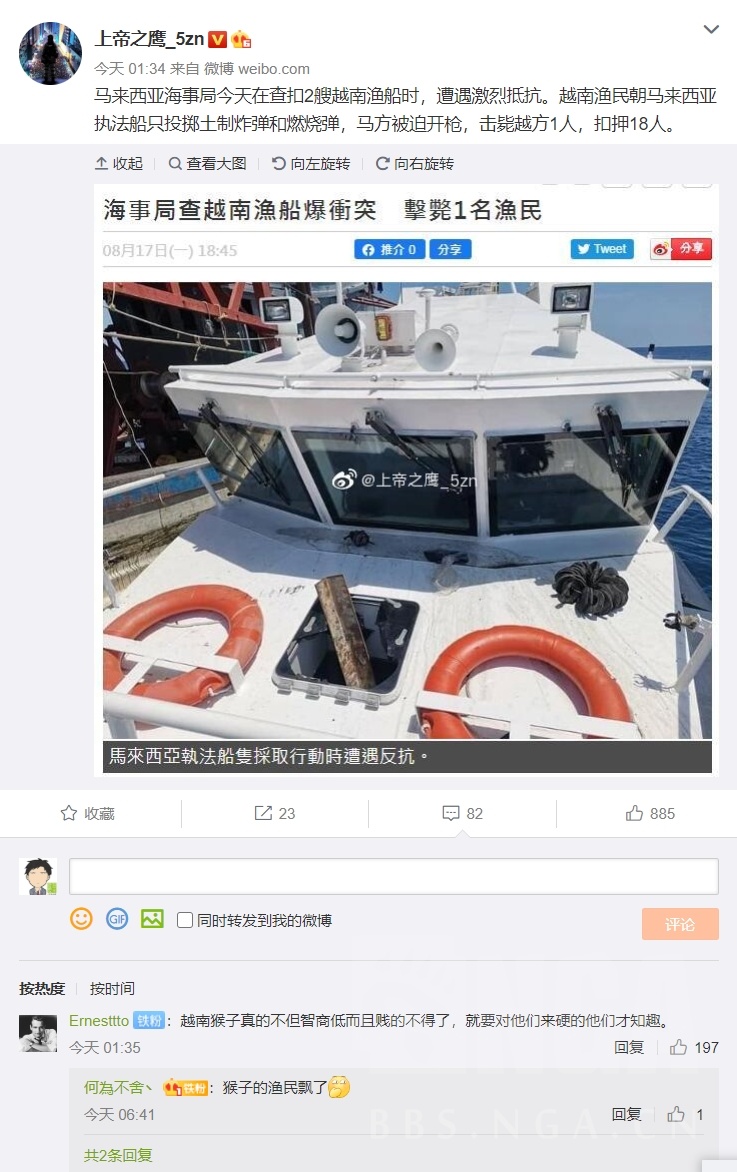 上帝之鹰_5zn
今天 01:34 来自 微博 weibo.com
马来西亚海事局今天在查扣2艘越南渔船时，遭遇激烈抵抗。越南渔民朝马来西亚
执法船只投掷土制炸弹和燃烧弹，马方被迫开枪，击毙越方1人，扣押18人。
收起 查看大图 向左旋转 向右旋转
海事局查越南漁船爆衝突 擊斃1名漁民
08月17日(一) 18:45 推介 0 分享 Tweet 分享
@上帝之鹰_5zn
馬來西亞執法船隻採取行動時遭遇反抗。
收藏 23 82 885
GIF 同时转发到我的微博 评论
按热度 按时间
Ernesttto 铁粉：越南猴子真的不但智商低而且贱的不得了，就要对他们来硬的他们才知趣。
今天 01:35 回复 197
何為不舍丶 铁粉：猴子的渔民飘了
今天 06:41 回复 1
共2条回复
BBS.NGA.CN